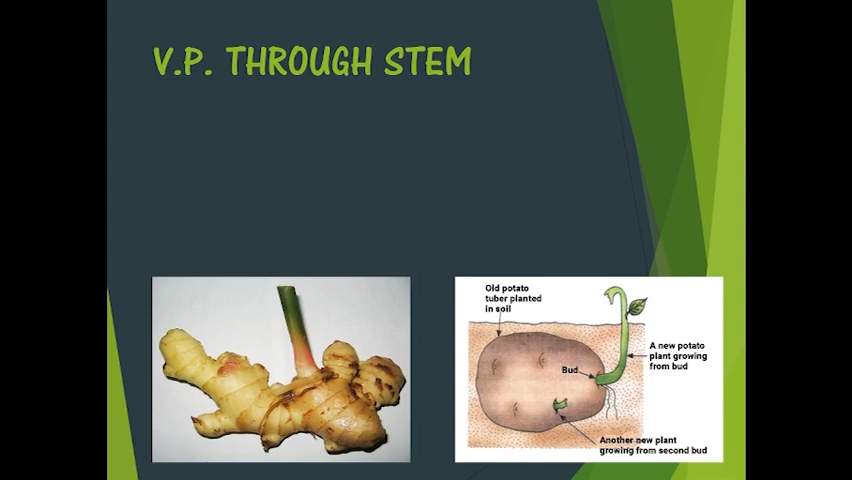 V.P. THROUGH STEM
Old potato
tuber planted
in soil
Bud
A new potato
plant growing
from bud
Another new plant
growing from second bud